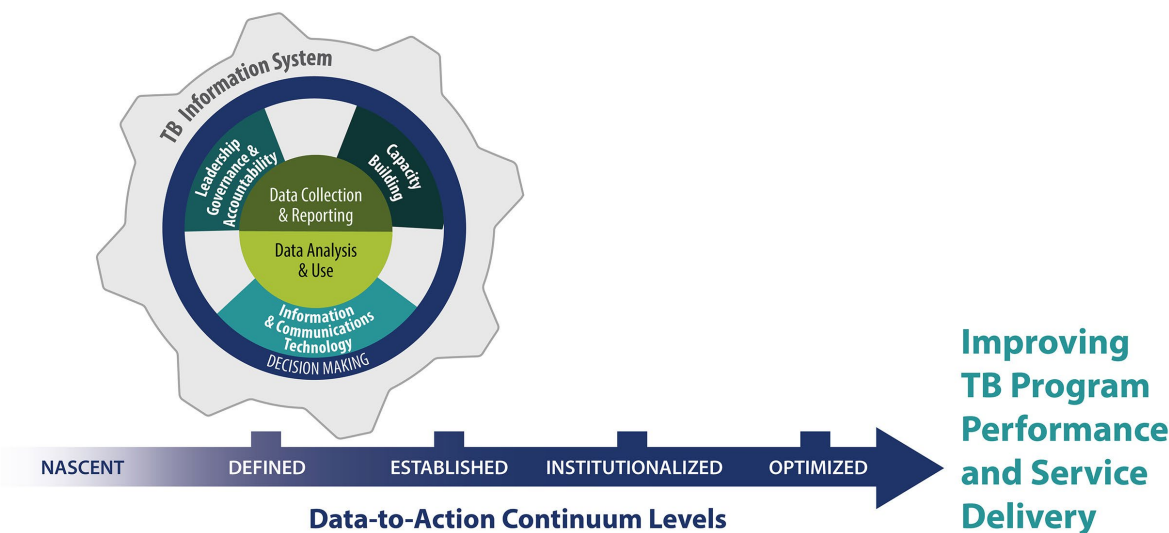 TB Information System
Leadership
Governance &
Accountability
Capacity
Building
Data Collection
& Reporting
Data Analysis
& Use
Information
& Communications
Technology
DECISION MAKING
NASCENT
DEFINED
ESTABLISHED
INSTITUTIONALIZED
OPTIMIZED
Data-to-Action Continuum Levels
Improving
TB Program
Performance
and Service
Delivery